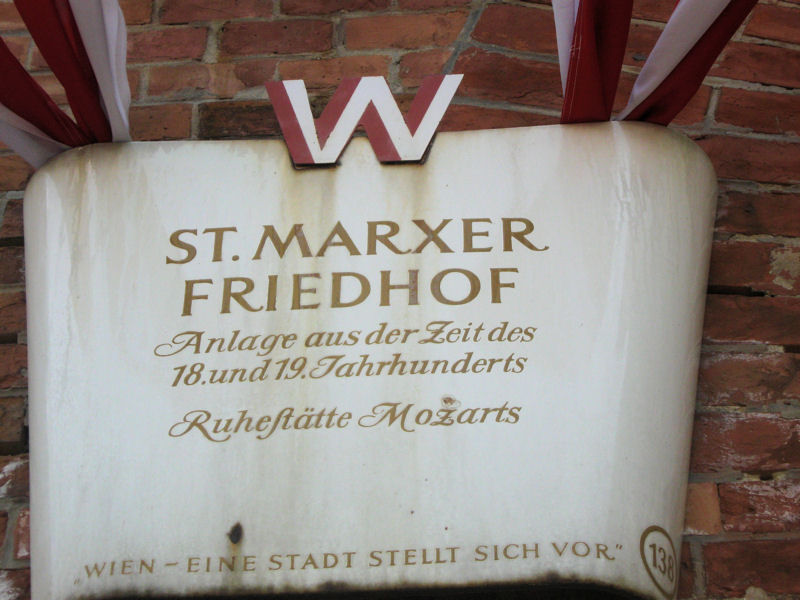 W
ST. MARXER
FRIEDHOF
Anlage aus der Zeit des
18. und 19. Jahrhunderts
Ruheſtätte Mozarts
„WIEN – EINE STADT STELLT SICH VOR"
138